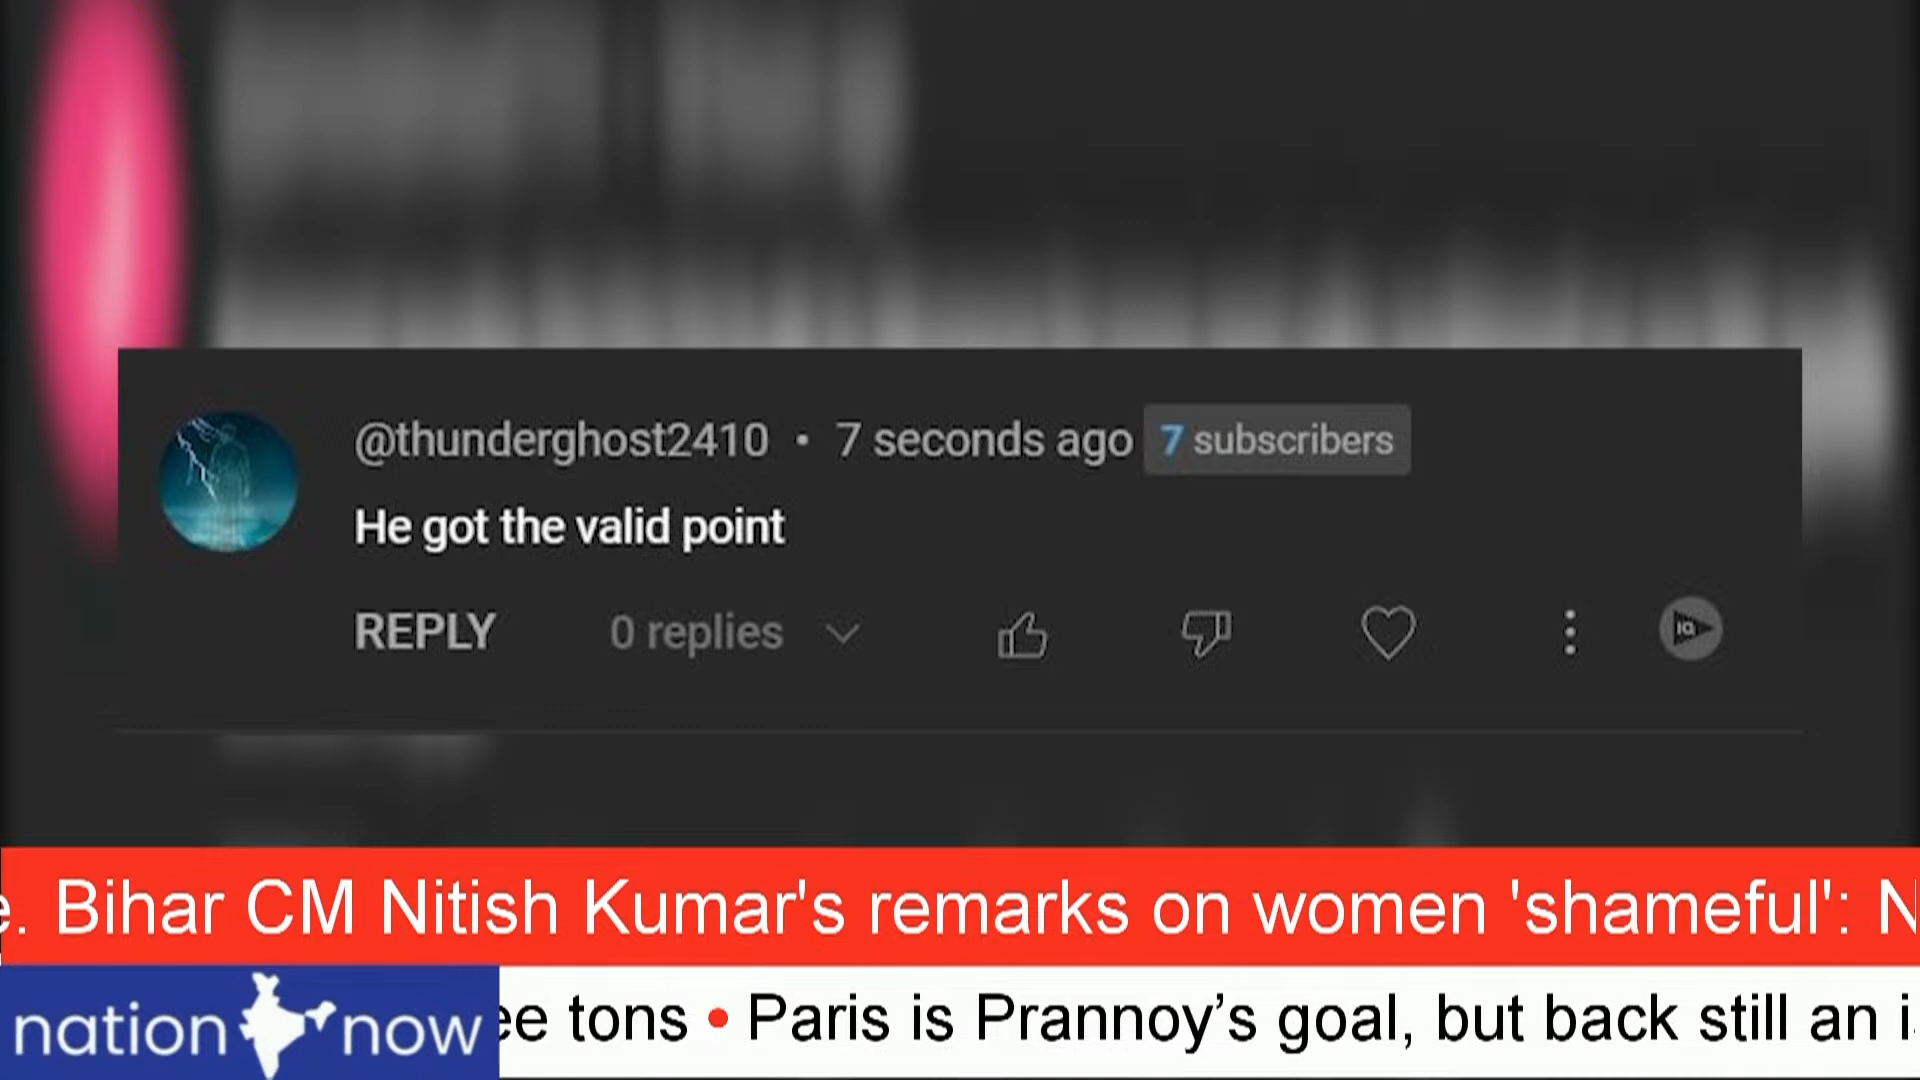 @thunderghost2410 • 7 seconds ago 7 subscribers
He got the valid point
REPLY 0 replies
IQ
. Bihar CM Nitish Kumar's remarks on women 'shameful': N
nation now
ee tons • Paris is Prannoy’s goal, but back still an